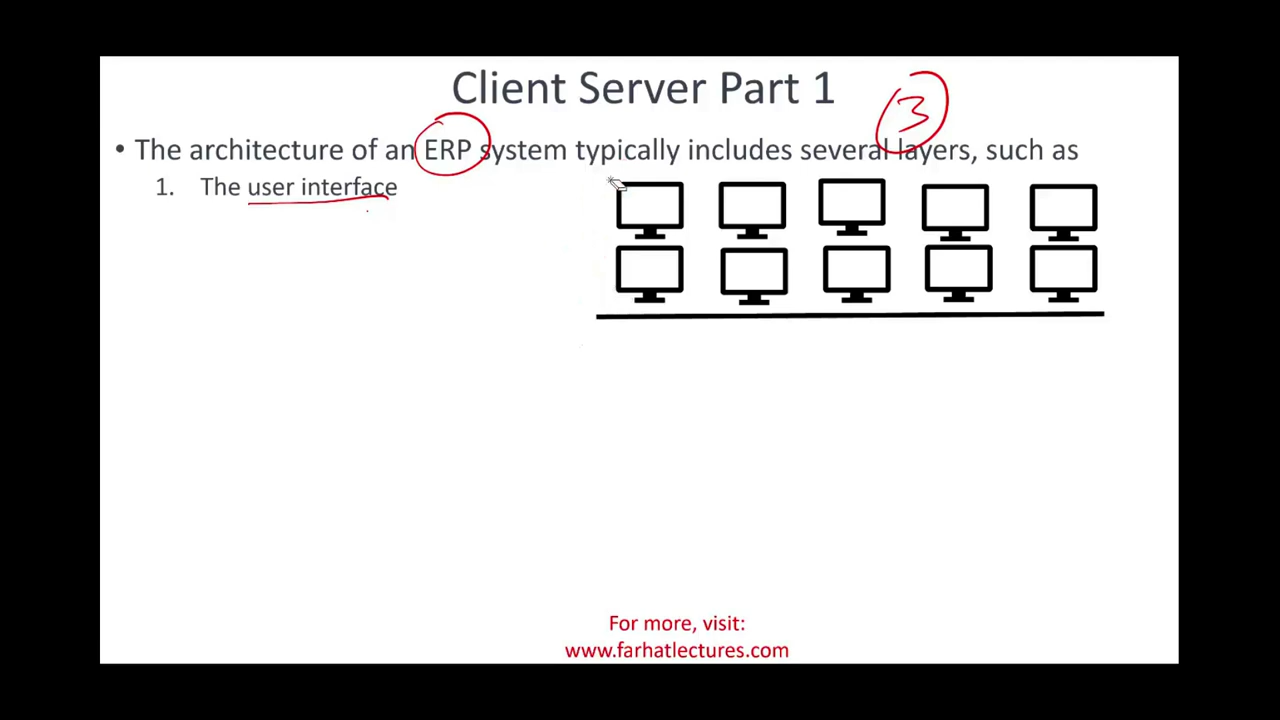 Client Server Part 1
3
• The architecture of an ERP system typically includes several layers, such as
1. The user interface
For more, visit:
www.farhatlectures.com